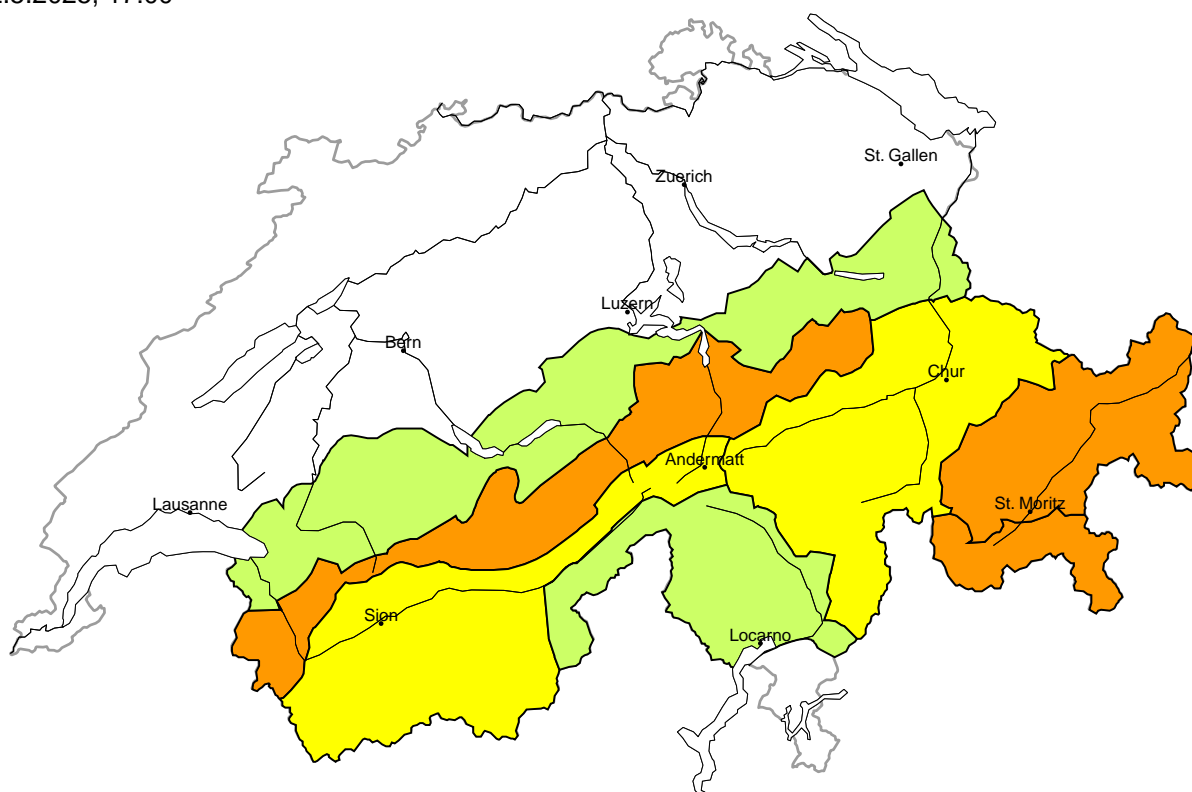 St. Gallen
Zuerich
Luzern
Bern
Chur
Andermatt
Lausanne
St. Moritz
Sion
Locarno